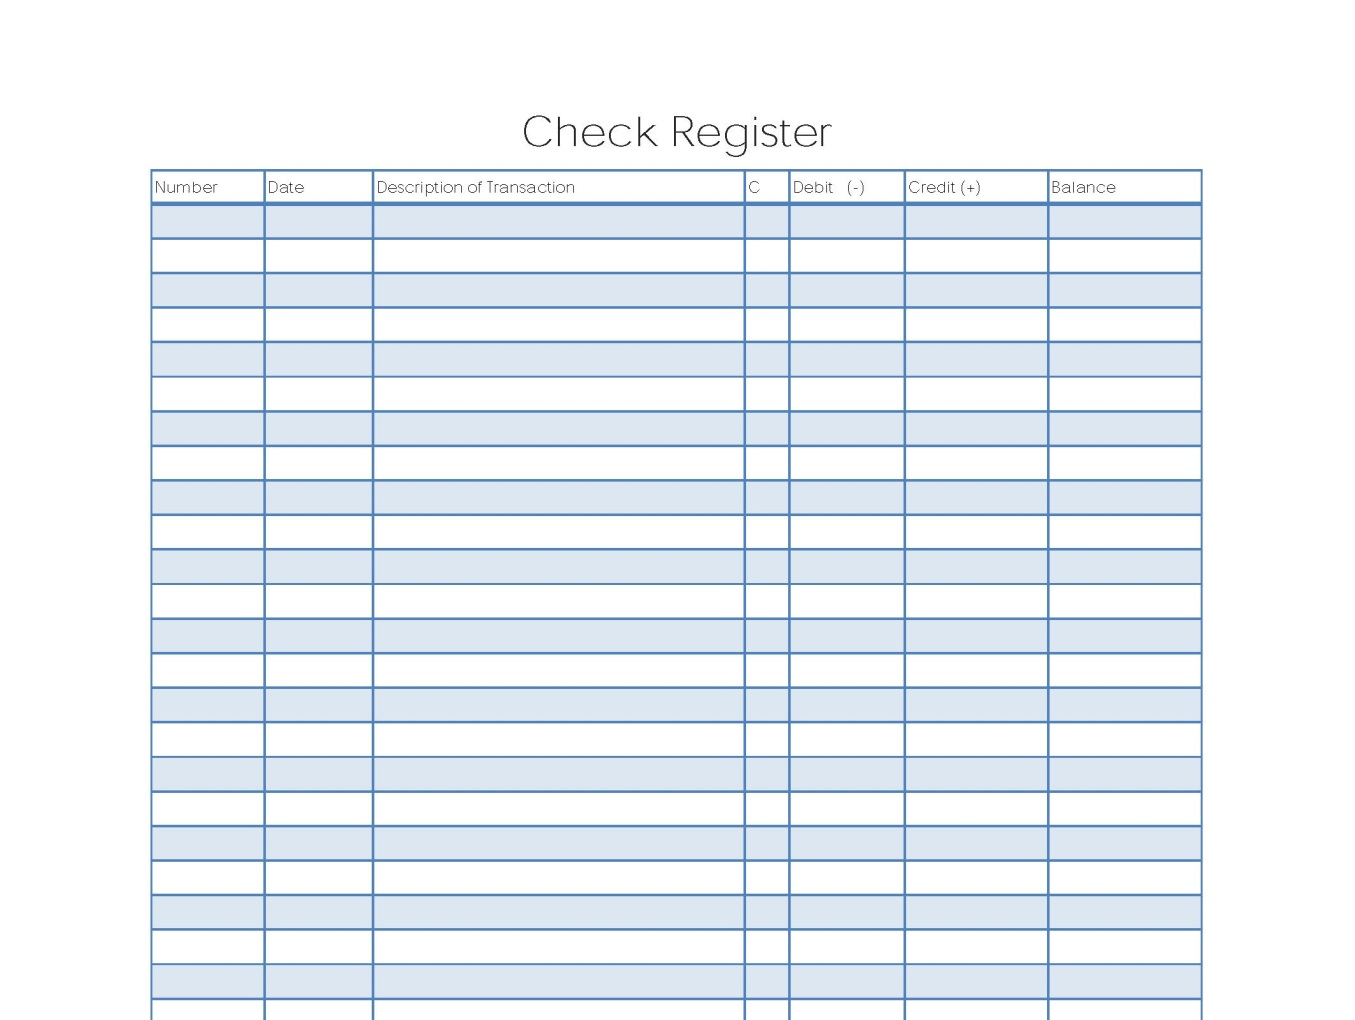 Check Register
Number Date Description of Transaction C Debit (-) Credit (+) Balance